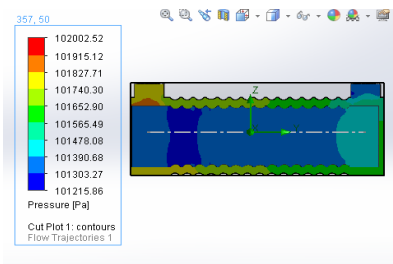 357, 50
102002.52
101915.12
101827.71
101740.30
101652.90
101565.49
101478.08
101390.68
101303.27
101215.86
Pressure [Pa]
Cut Plot 1: contours
Flow Trajectories 1
Z